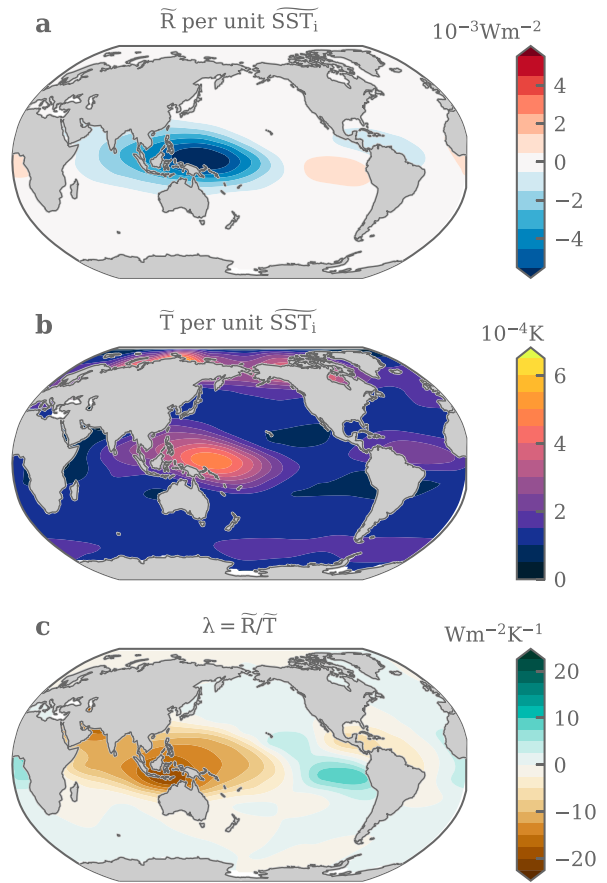 a
R̃ per unit S͠S͠T͠ᵢ
10⁻³Wm⁻²
4
2
0
−2
−4
b
T̃ per unit S͠S͠T͠ᵢ
10⁻⁴K
6
4
2
0
c
λ = R̃/T̃
Wm⁻²K⁻¹
20
10
0
−10
−20